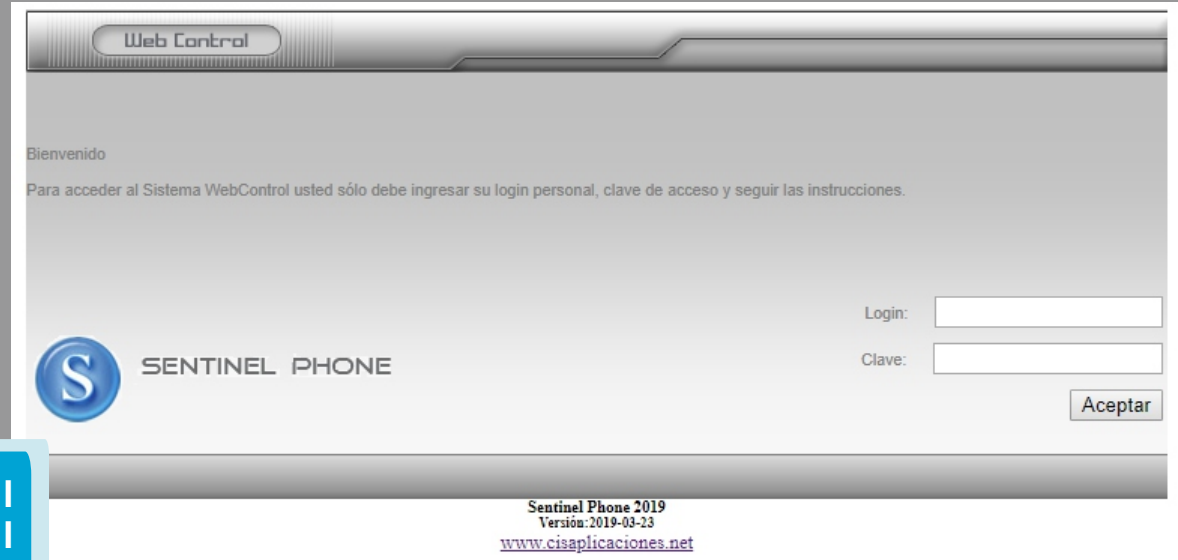 Web Control
Bienvenido
Para acceder al Sistema WebControl usted sólo debe ingresar su login personal, clave de acceso y seguir las instrucciones.
Login:
Clave:
S
SENTINEL PHONE
Aceptar
Sentinel Phone 2019
Versión:2019-03-23
www.cisaplicaciones.net